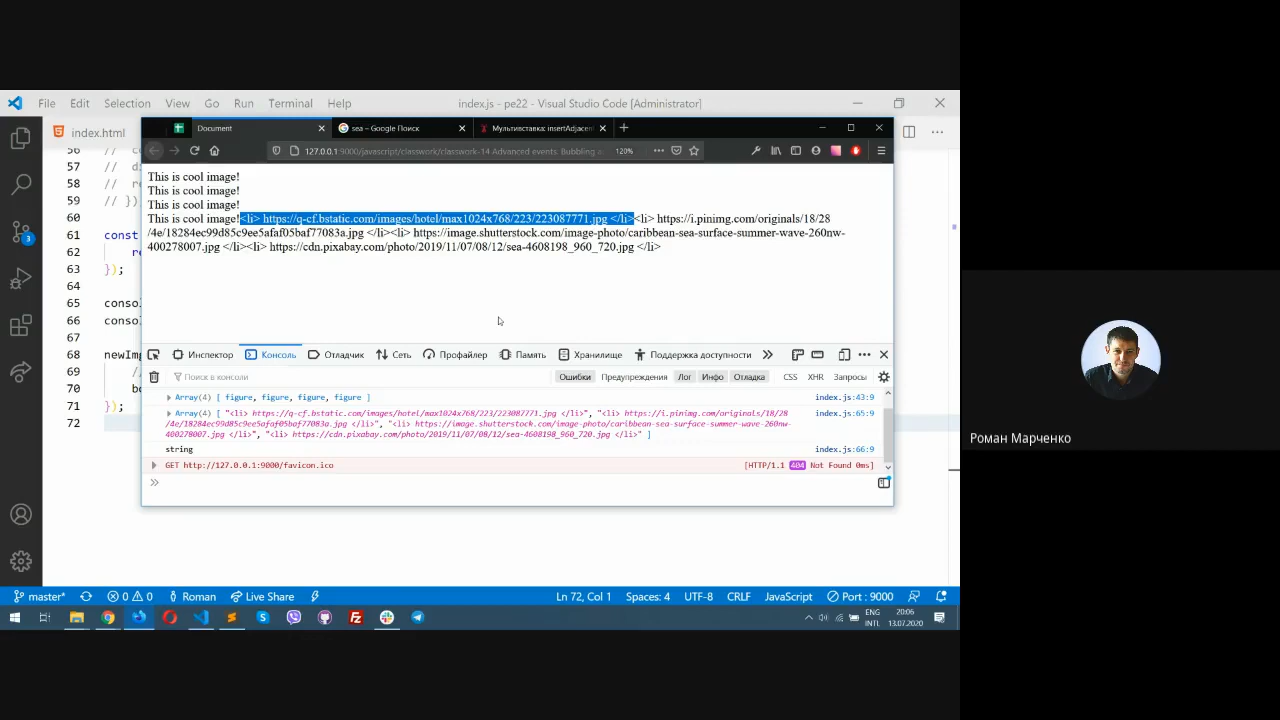 File Edit Selection View Go Run Terminal Help
index.js - pe22 - Visual Studio Code [Administrator]
index.html
Document
sea – Google Поиск
Мультивставка: insertAdjacen
127.0.0.1:9000/javascript/classwork/classwork-14 Advanced events. Bubbling
120%
This is cool image!
This is cool image!
This is cool image!
This is cool image!<li> https://q-cf.bstatic.com/images/hotel/max1024x768/223/223087771.jpg </li><li> https://i.pinimg.com/originals/18/28
/4e/18284ec99d85c9ee5afaf05baf77083a.jpg </li><li> https://image.shutterstock.com/image-photo/caribbean-sea-surface-summer-wave-260nw-
400278007.jpg </li><li> https://cdn.pixabay.com/photo/2019/11/07/08/12/sea-4608198_960_720.jpg </li>
56 // c
57 // d
58 // r
59 // })
60
61 const
62 re
63 });
64
65 conso
66 conso
67
68 newIm
69 //
70 bo
71 });
72
3
Инспектор Консоль Отладчик Сеть Профайлер Память Хранилище Поддержка доступности
Поиск в консоли
Ошибки Предупреждения Лог Инфо Отладка CSS XHR Запросы
Array(4) [ figure, figure, figure, figure ] index.js:43:9
Array(4) [ "<li> https://q-cf.bstatic.com/images/hotel/max1024x768/223/223087771.jpg </li>", "<li> https://i.pinimg.com/originals/18/28 index.js:65:9
/4e/18284ec99d85c9ee5afaf05baf77083a.jpg </li>", "<li> https://image.shutterstock.com/image-photo/caribbean-sea-surface-summer-wave-260nw-
400278007.jpg </li>", "<li> https://cdn.pixabay.com/photo/2019/11/07/08/12/sea-4608198_960_720.jpg </li>" ]
string index.js:66:9
GET http://127.0.0.1:9000/favicon.ico [HTTP/1.1 404 Not Found 0ms]
master* 0 0 Roman Live Share
Ln 72, Col 1 Spaces: 4 UTF-8 CRLF JavaScript Port : 9000
ENG
INTL
20:06
13.07.2020
Роман Марченко